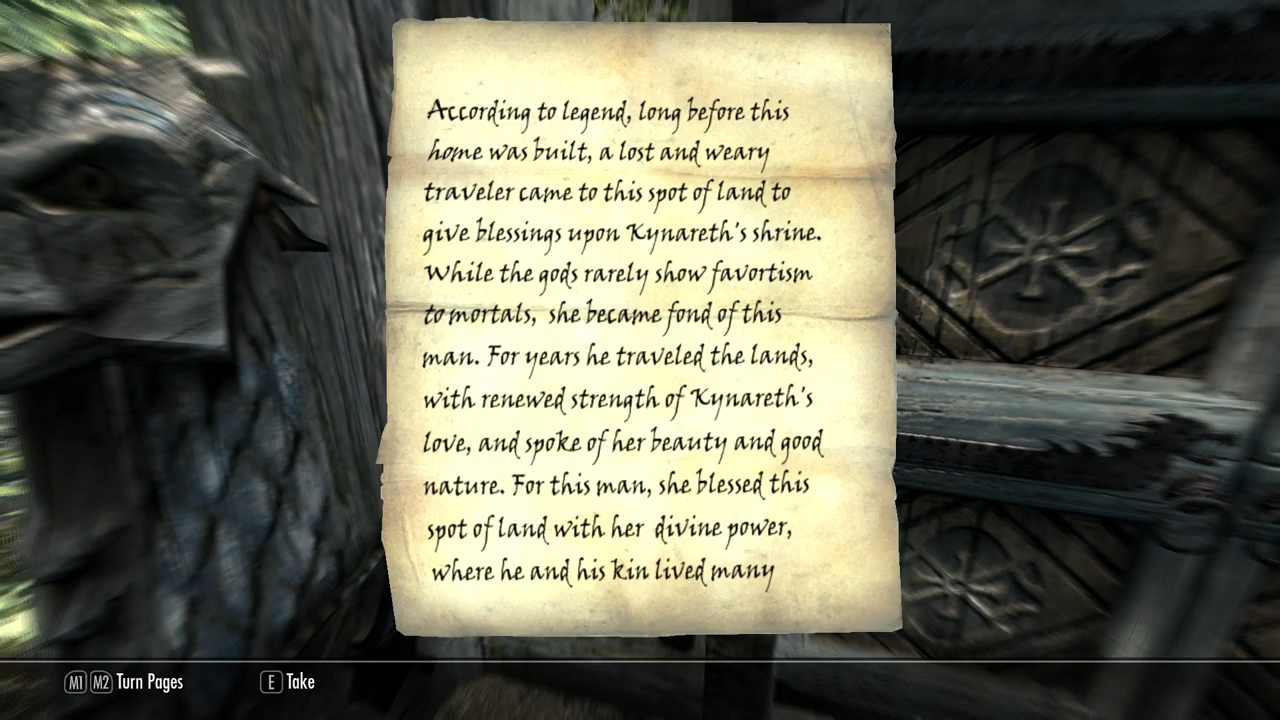 According to legend, long before this
home was built, a lost and weary
traveler came to this spot of land to
give blessings upon Kynareth's shrine.
While the gods rarely show favortism
to mortals, she became fond of this
man. For years he traveled the lands,
with renewed strength of Kynareth's
love, and spoke of her beauty and good
nature. For this man, she blessed this
spot of land with her divine power,
where he and his kin lived many
M1 M2 Turn Pages E Take